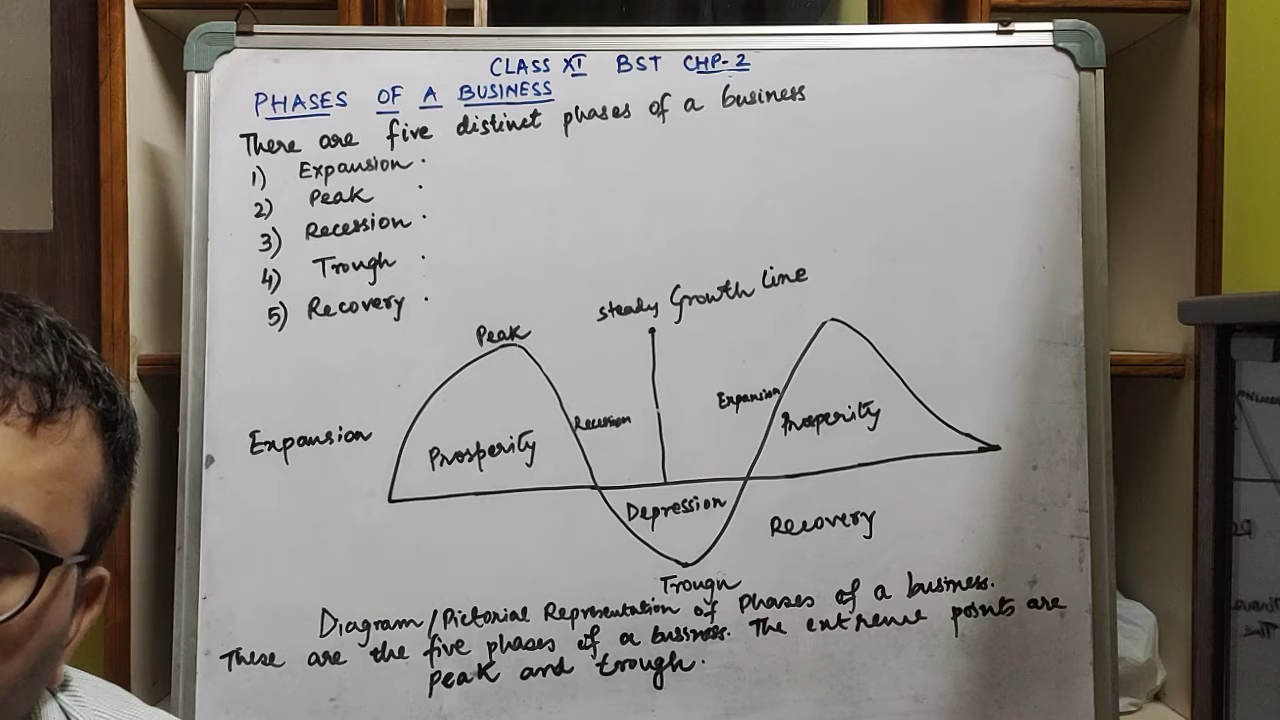 CLASS XI BST CHP-2
PHASES OF A BUSINESS
There are five distinct phases of a business
1) Expansion.
2) Peak .
3) Recession.
4) Trough .
5) Recovery .
steady Growth Line
Peak
Expansion
Recession
Expansion
Prosperity
Prosperity
Depression
Recovery
Trough
Diagram/Pictorial Representation of Phases of a business.
These are the five phases of a business. The extreme points are
peak and trough.